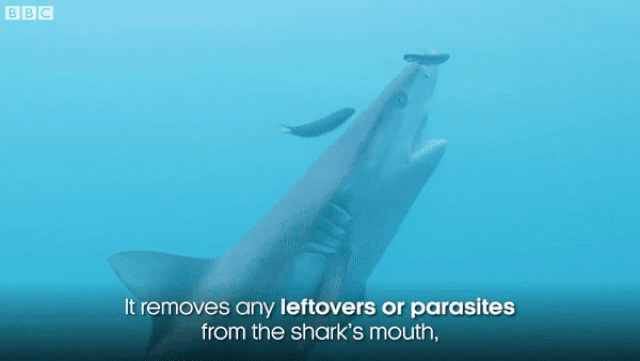 BBC
It removes any leftovers or parasites
from the shark's mouth,